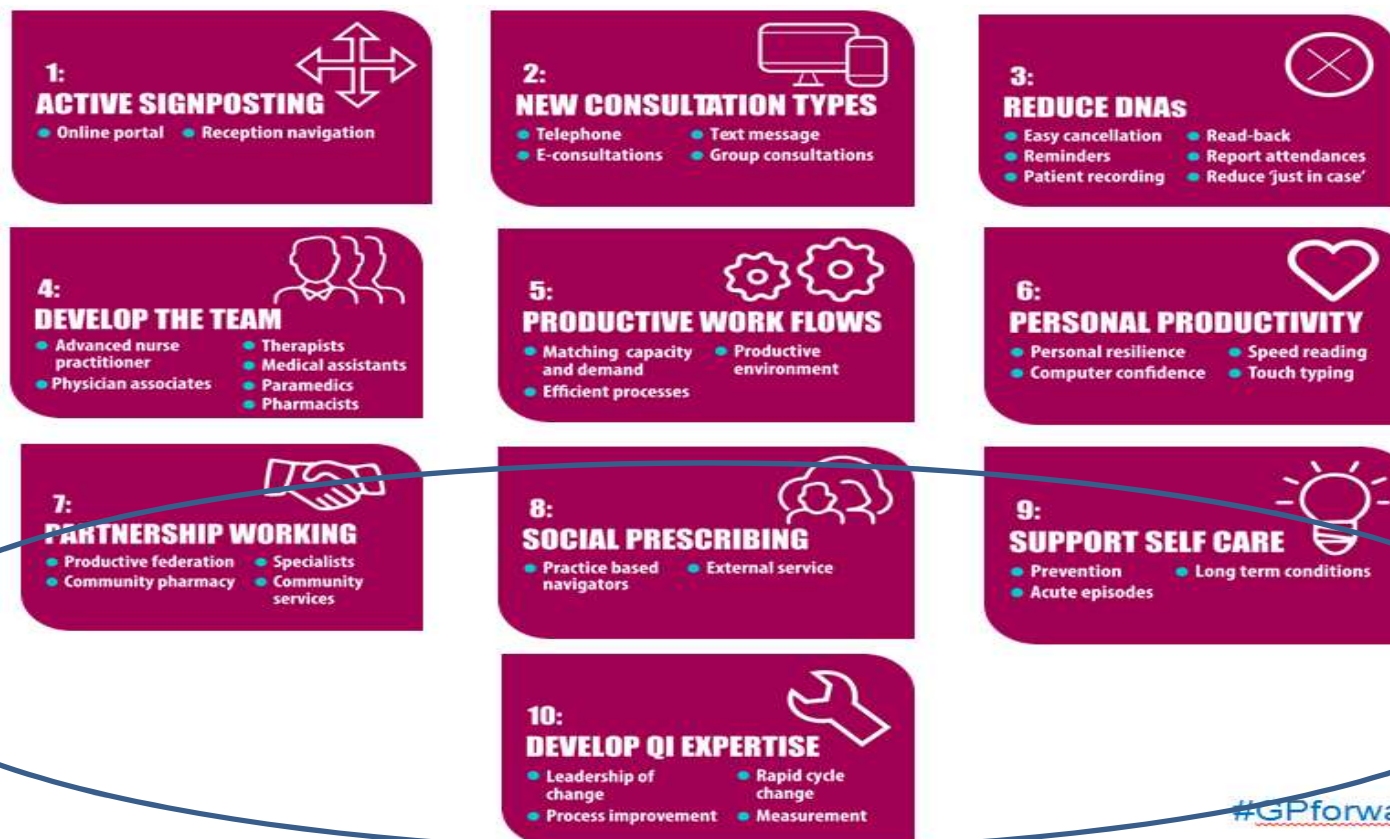 1:
ACTIVE SIGNPOSTING
Online portal
Reception navigation
2:
NEW CONSULTATION TYPES
Telephone
E-consultations
Text message
Group consultations
3:
REDUCE DNAs
Easy cancellation
Reminders
Patient recording
Read-back
Report attendances
Reduce 'just in case'
4:
DEVELOP THE TEAM
Advanced nurse
practitioner
Physician associates
Therapists
Medical assistants
Paramedics
Pharmacists
5:
PRODUCTIVE WORK FLOWS
Matching capacity
and demand
Efficient processes
Productive
environment
6:
PERSONAL PRODUCTIVITY
Personal resilience
Computer confidence
Speed reading
Touch typing
7:
PARTNERSHIP WORKING
Productive federation
Community pharmacy
Specialists
Community
services
8:
SOCIAL PRESCRIBING
Practice based
navigators
External service
9:
SUPPORT SELF CARE
Prevention
Acute episodes
Long term conditions
10:
DEVELOP QI EXPERTISE
Leadership of
change
Process improvement
Rapid cycle
change
Measurement
#GPforwa